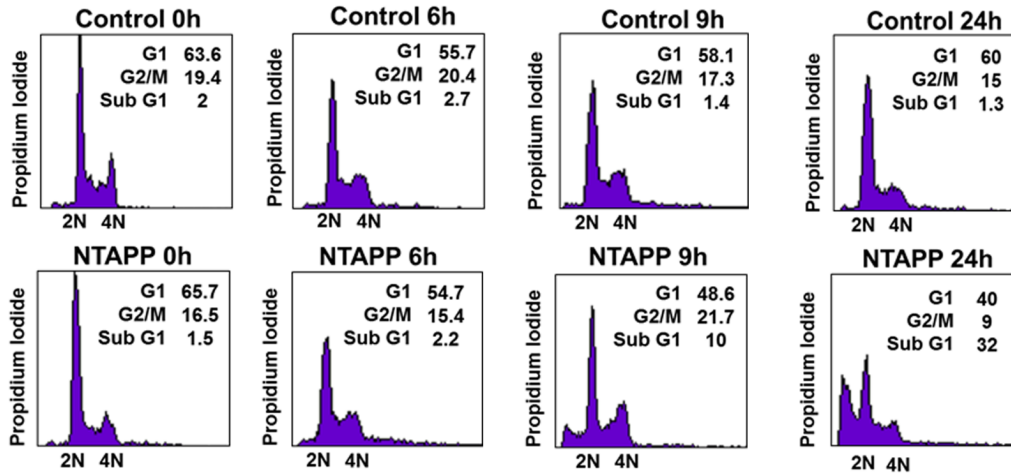 Control 0h
Propidium Iodide
G1 63.6
G2/M 19.4
Sub G1 2
2N 4N
Control 6h
Propidium Iodide
G1 55.7
G2/M 20.4
Sub G1 2.7
2N 4N
Control 9h
Propidium Iodide
G1 58.1
G2/M 17.3
Sub G1 1.4
2N 4N
Control 24h
Propidium Iodide
G1 60
G2/M 15
Sub G1 1.3
2N 4N
NTAPP 0h
Propidium Iodide
G1 65.7
G2/M 16.5
Sub G1 1.5
2N 4N
NTAPP 6h
Propidium Iodide
G1 54.7
G2/M 15.4
Sub G1 2.2
2N 4N
NTAPP 9h
Propidium Iodide
G1 48.6
G2/M 21.7
Sub G1 10
2N 4N
NTAPP 24h
Propidium Iodide
G1 40
G2/M 9
Sub G1 32
2N 4N